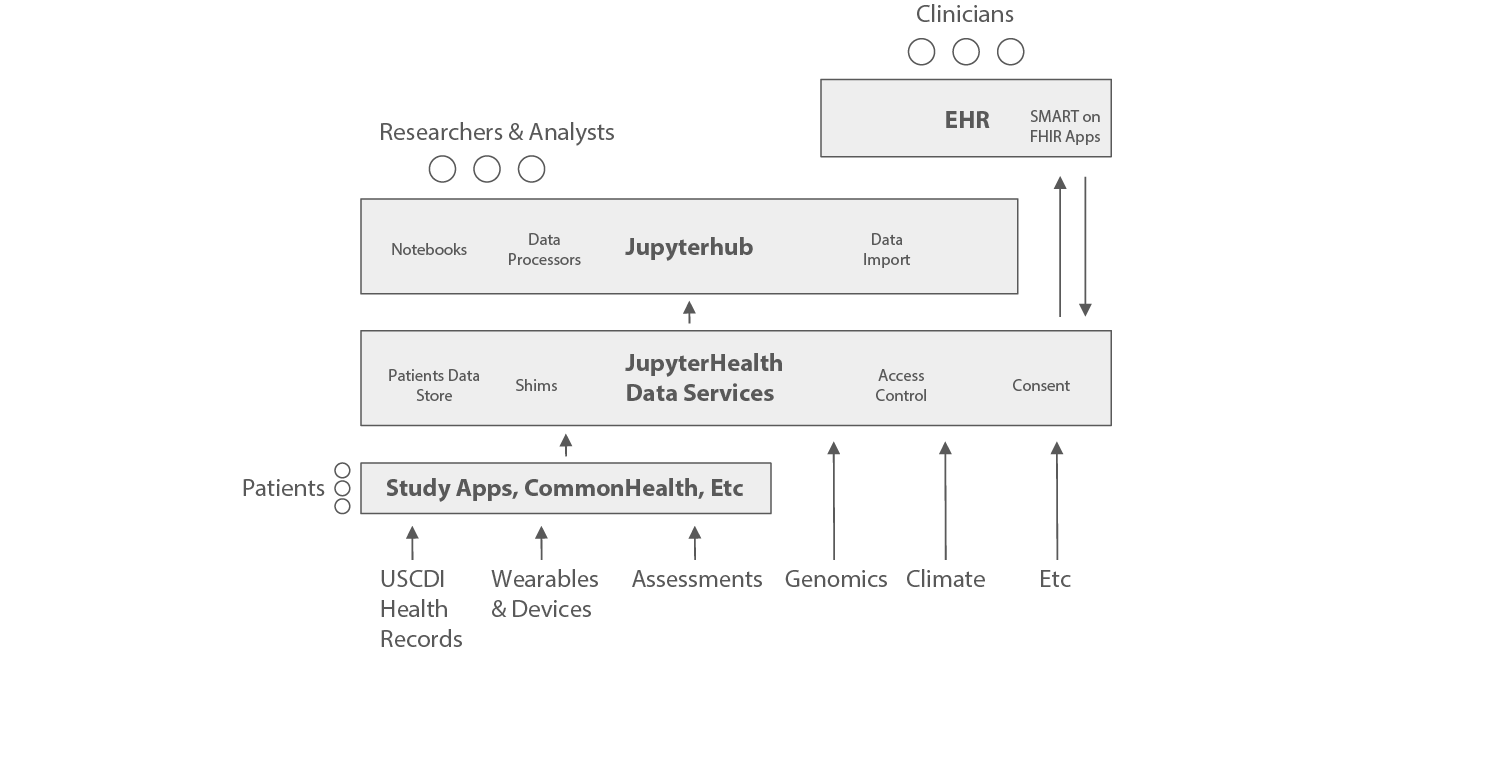 Clinicians
EHR
SMART on
FHIR Apps
Researchers & Analysts
Notebooks
Data
Processors
Jupyterhub
Data
Import
Patients Data
Store
Shims
JupyterHealth
Data Services
Access
Control
Consent
Patients
Study Apps, CommonHealth, Etc
USCDI
Health
Records
Wearables
& Devices
Assessments
Genomics
Climate
Etc